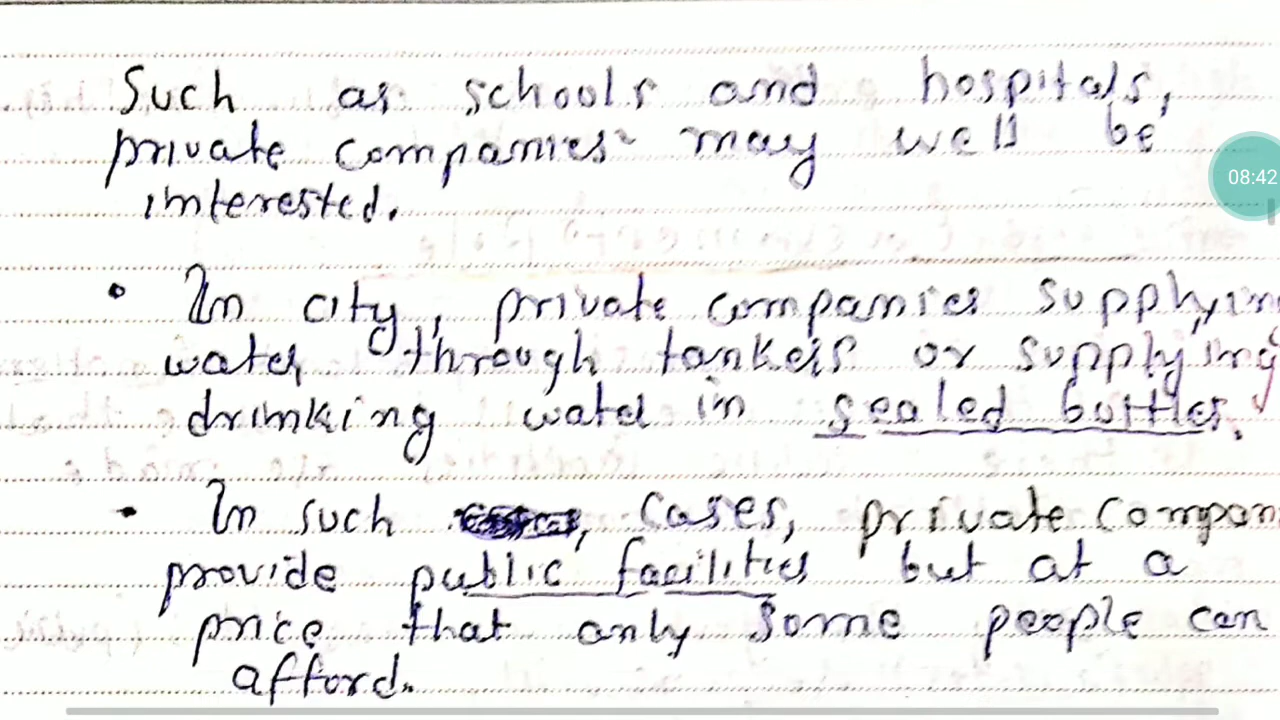 Such as schools and hospitals,
private companies may well be
interested.
• In city, private companies supplying
water through tankers or supplying
drinking water in sealed bottles.
• In such cases, private compan
provide public facilities but at a
price that only some people can
afford.
08:42